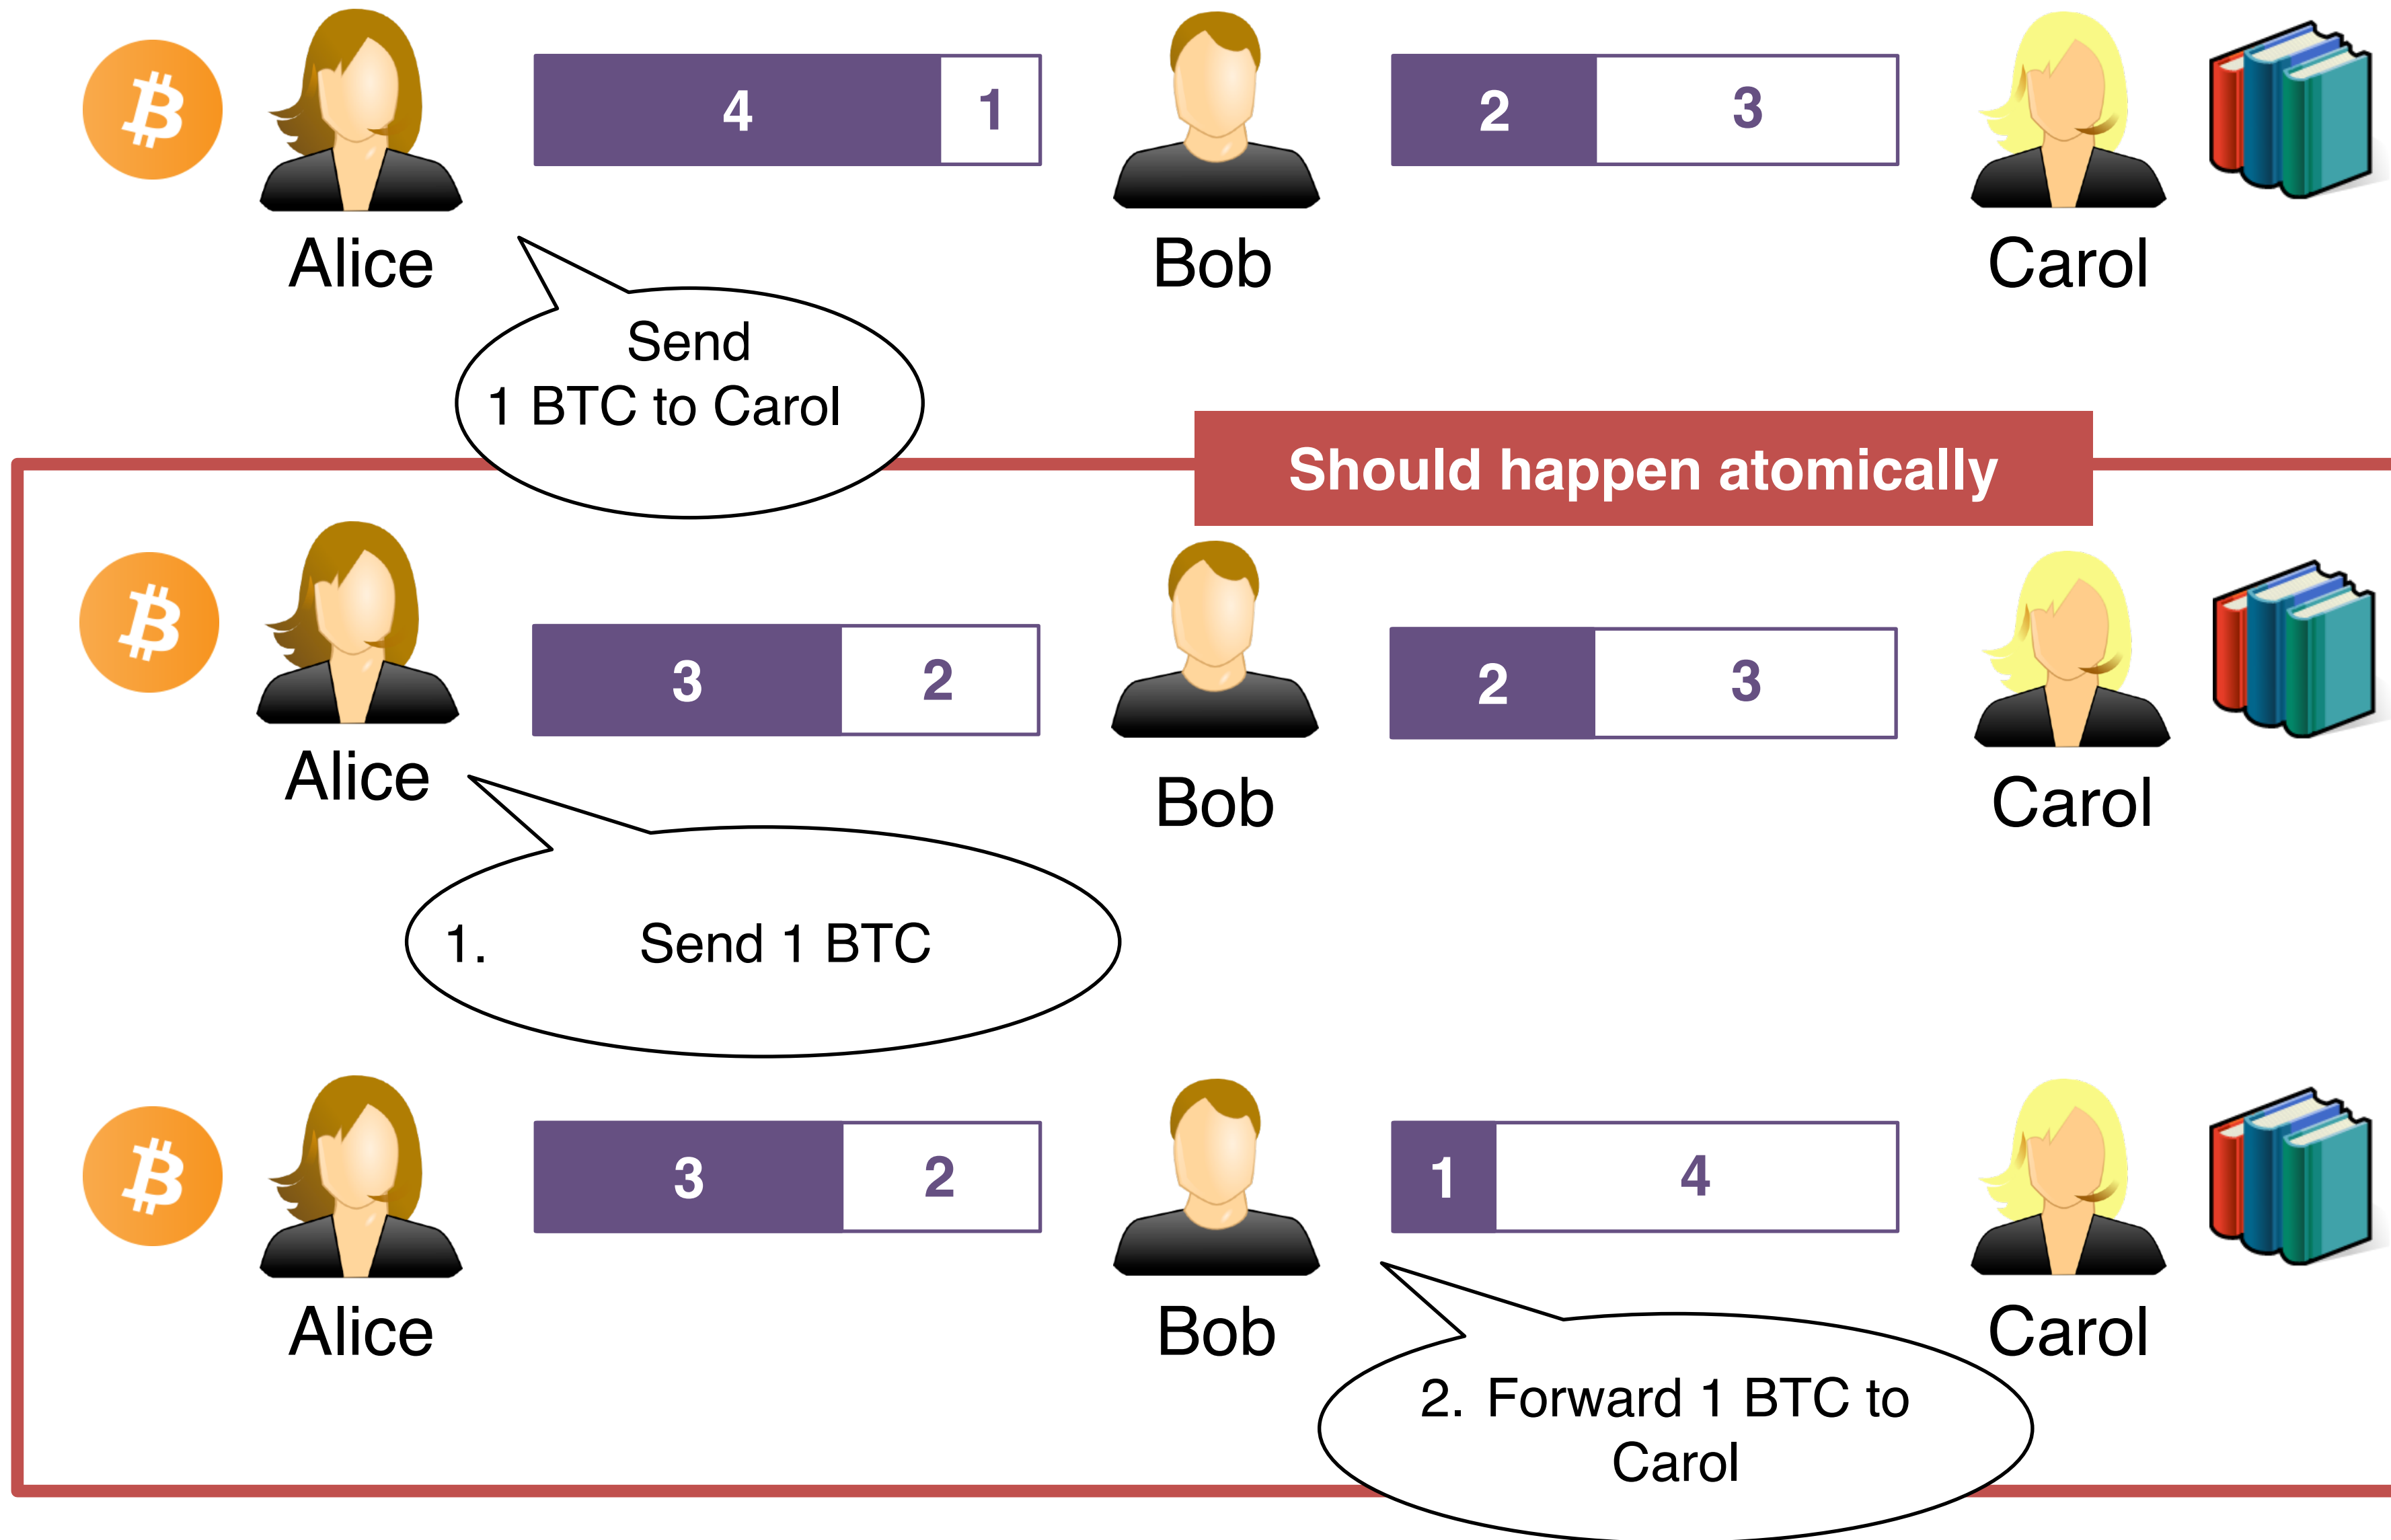 4 1 2 3
Alice Bob Carol
Send
1 BTC to Carol
Should happen atomically
3 2 2 3
Alice Bob Carol
1. Send 1 BTC
3 2 1 4
Alice Bob Carol
2. Forward 1 BTC to
Carol